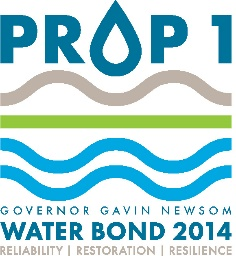 PROP 1
GOVERNOR GAVIN NEWSOM
WATER BOND 2014
RELIABILITY | RESTORATION | RESILIENCE